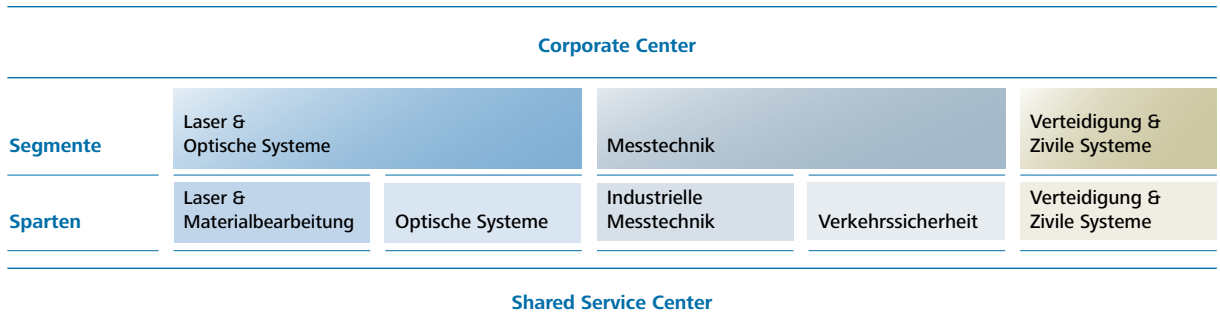 Corporate Center
Segmente
Laser &
Optische Systeme
Messtechnik
Verteidigung &
Zivile Systeme
Sparten
Laser &
Materialbearbeitung
Optische Systeme
Industrielle
Messtechnik
Verkehrssicherheit
Verteidigung &
Zivile Systeme
Shared Service Center